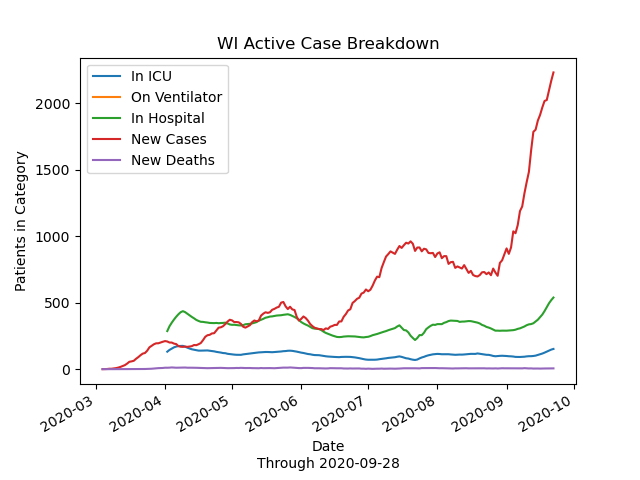 WI Active Case Breakdown
In ICU
On Ventilator
In Hospital
New Cases
New Deaths
Patients in Category
2000
1500
1000
500
0
2020-03
2020-04
2020-05
2020-06
2020-07
2020-08
2020-09
2020-10
Date
Through 2020-09-28